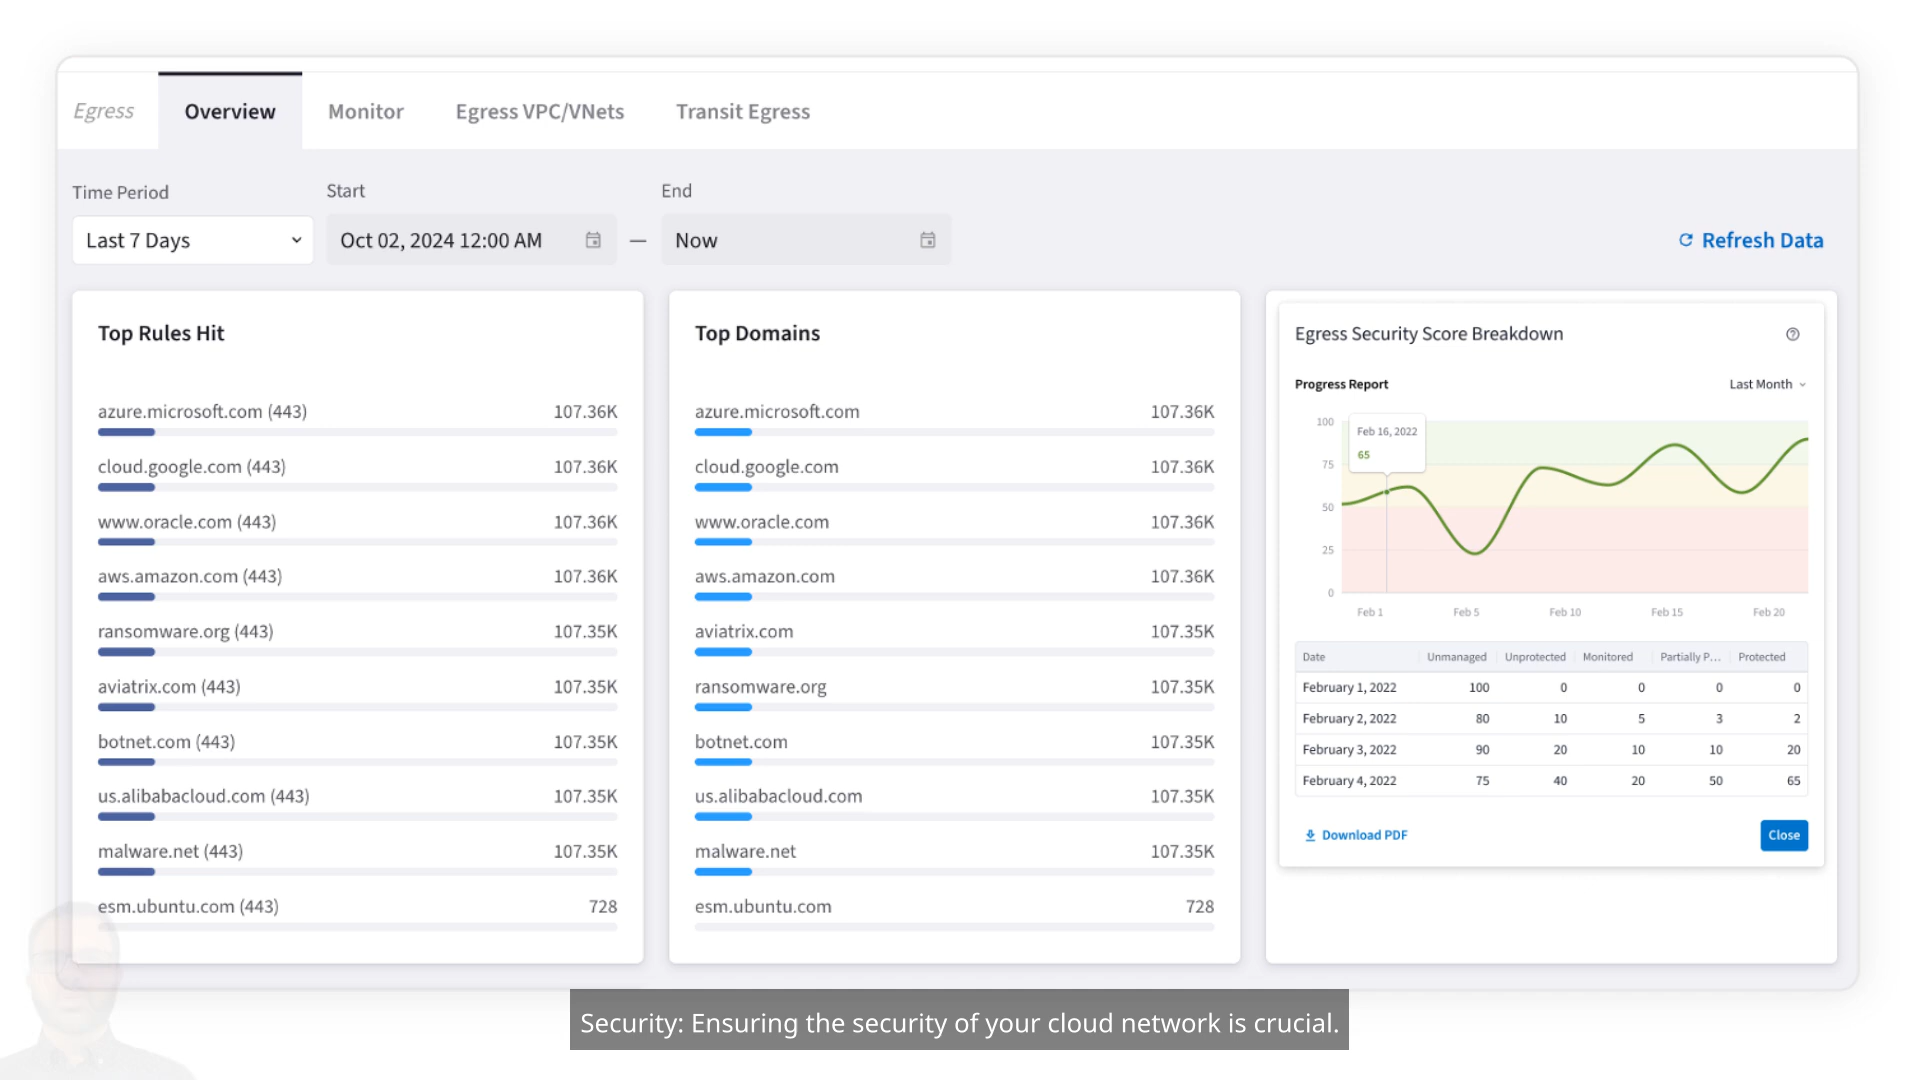 Egress
Overview
Monitor
Egress VPC/VNets
Transit Egress
Time Period
Start
End
Last 7 Days
Oct 02, 2024 12:00 AM
—
Now
Refresh Data
Top Rules Hit
azure.microsoft.com (443) 107.36K
cloud.google.com (443) 107.36K
www.oracle.com (443) 107.36K
aws.amazon.com (443) 107.36K
ransomware.org (443) 107.35K
aviatrix.com (443) 107.35K
botnet.com (443) 107.35K
us.alibabacloud.com (443) 107.35K
malware.net (443) 107.35K
esm.ubuntu.com (443) 728
Top Domains
azure.microsoft.com 107.36K
cloud.google.com 107.36K
www.oracle.com 107.36K
aws.amazon.com 107.36K
aviatrix.com 107.35K
ransomware.org 107.35K
botnet.com 107.35K
us.alibabacloud.com 107.35K
malware.net 107.35K
esm.ubuntu.com 728
Egress Security Score Breakdown
Progress Report
Last Month
100
75
50
25
0
Feb 16, 2022
65
Feb 1 Feb 5 Feb 10 Feb 15 Feb 20
Date Unmanaged Unprotected Monitored Partially P... Protected
February 1, 2022 100 0 0 0 0
February 2, 2022 80 10 5 3 2
February 3, 2022 90 20 10 10 20
February 4, 2022 75 40 20 50 65
Download PDF
Close
Security: Ensuring the security of your cloud network is crucial.